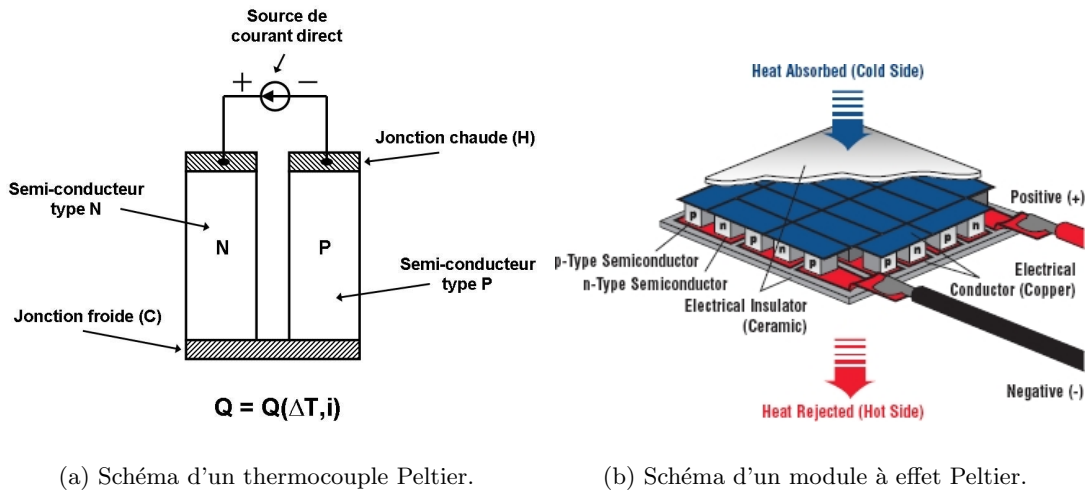 Source de
courant direct
+ −
Jonction chaude (H)
Semi-conducteur
type N
N
P
Semi-conducteur
type P
Jonction froide (C)
Q = Q(ΔT,i)
(a) Schéma d'un thermocouple Peltier.
Heat Absorbed (Cold Side)
Positive (+)
p n p n p p n p n
p-Type Semiconductor
n-Type Semiconductor
Electrical Insulator
(Ceramic)
Electrical
Conductor (Copper)
Negative (-)
Heat Rejected (Hot Side)
(b) Schéma d'un module à effet Peltier.